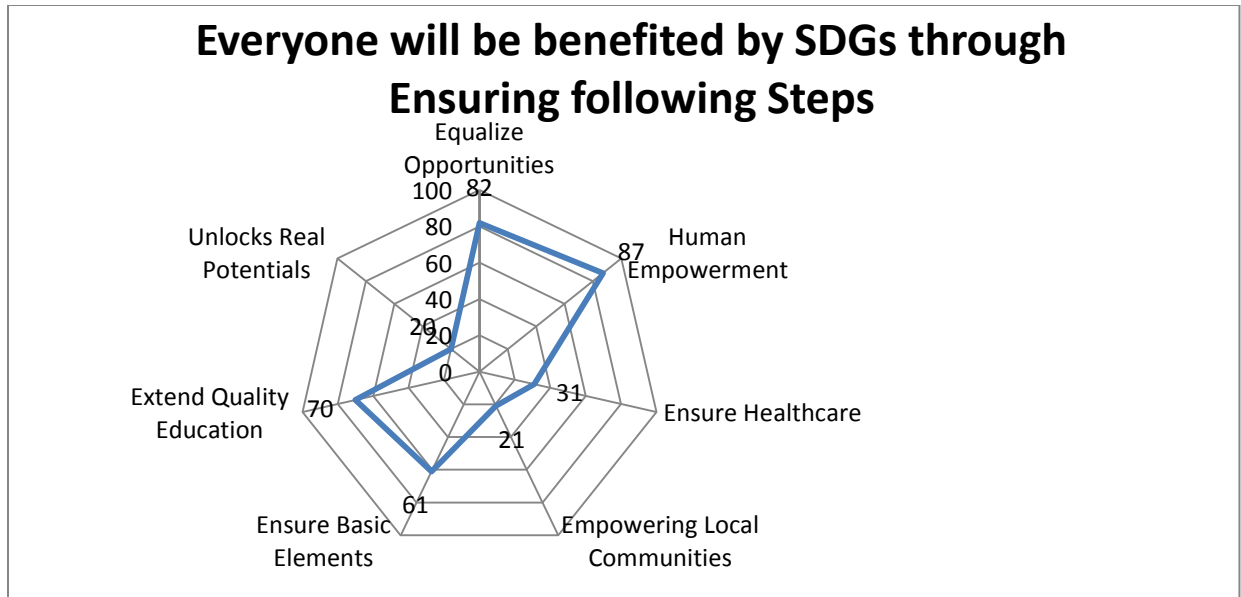 Everyone will be benefited by SDGs through
Ensuring following Steps
Equalize
Opportunities
100
82
80
60
40
20
0
Unlocks Real
Potentials
20
Human
Empowerment
87
Ensure Healthcare
31
Extend Quality
Education
70
21
Ensure Basic
Elements
61
Empowering Local
Communities